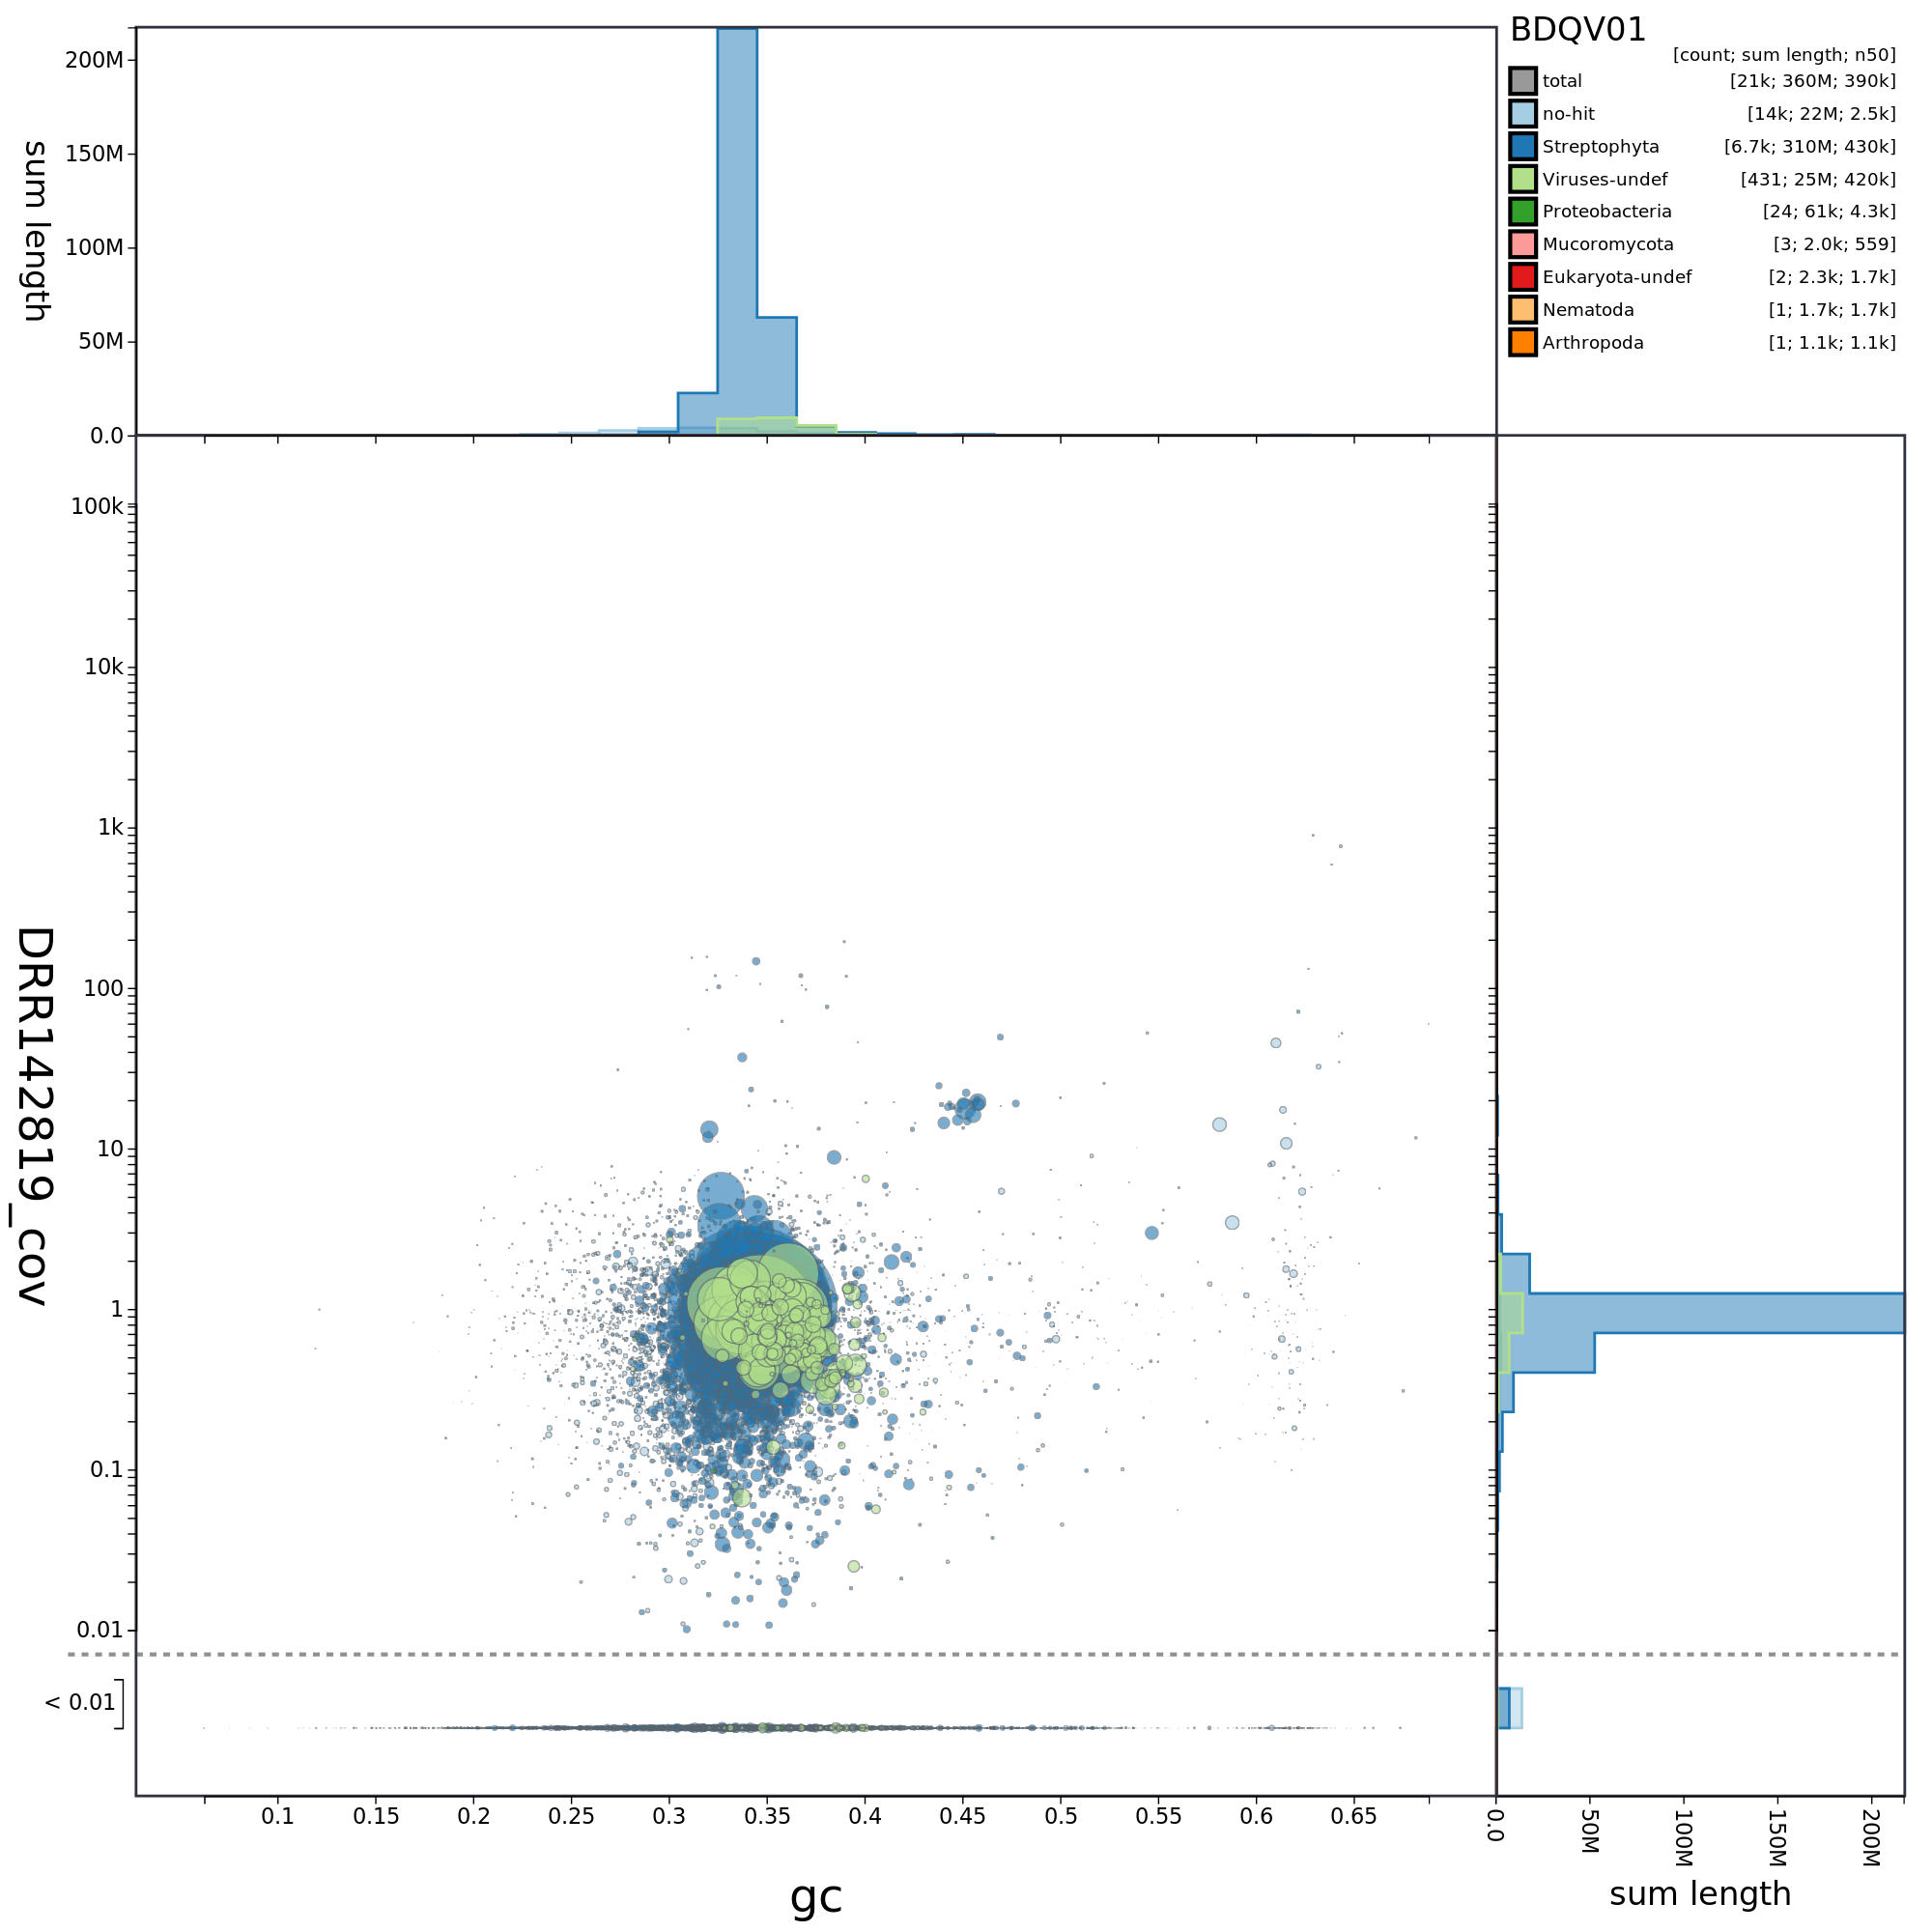 BDQV01
[count; sum length; n50]
total [21k; 360M; 390k]
no-hit [14k; 22M; 2.5k]
Streptophyta [6.7k; 310M; 430k]
Viruses-undef [431; 25M; 420k]
Proteobacteria [24; 61k; 4.3k]
Mucoromycota [3; 2.0k; 559]
Eukaryota-undef [2; 2.3k; 1.7k]
Nematoda [1; 1.7k; 1.7k]
Arthropoda [1; 1.1k; 1.1k]
sum length
200M
150M
100M
50M
0.0
DRR142819_cov
100k
10k
1k
100
10
1
0.1
0.01
< 0.01
0.1 0.15 0.2 0.25 0.3 0.35 0.4 0.45 0.5 0.55 0.6 0.65
gc
0.0 50M 100M 150M 200M
sum length